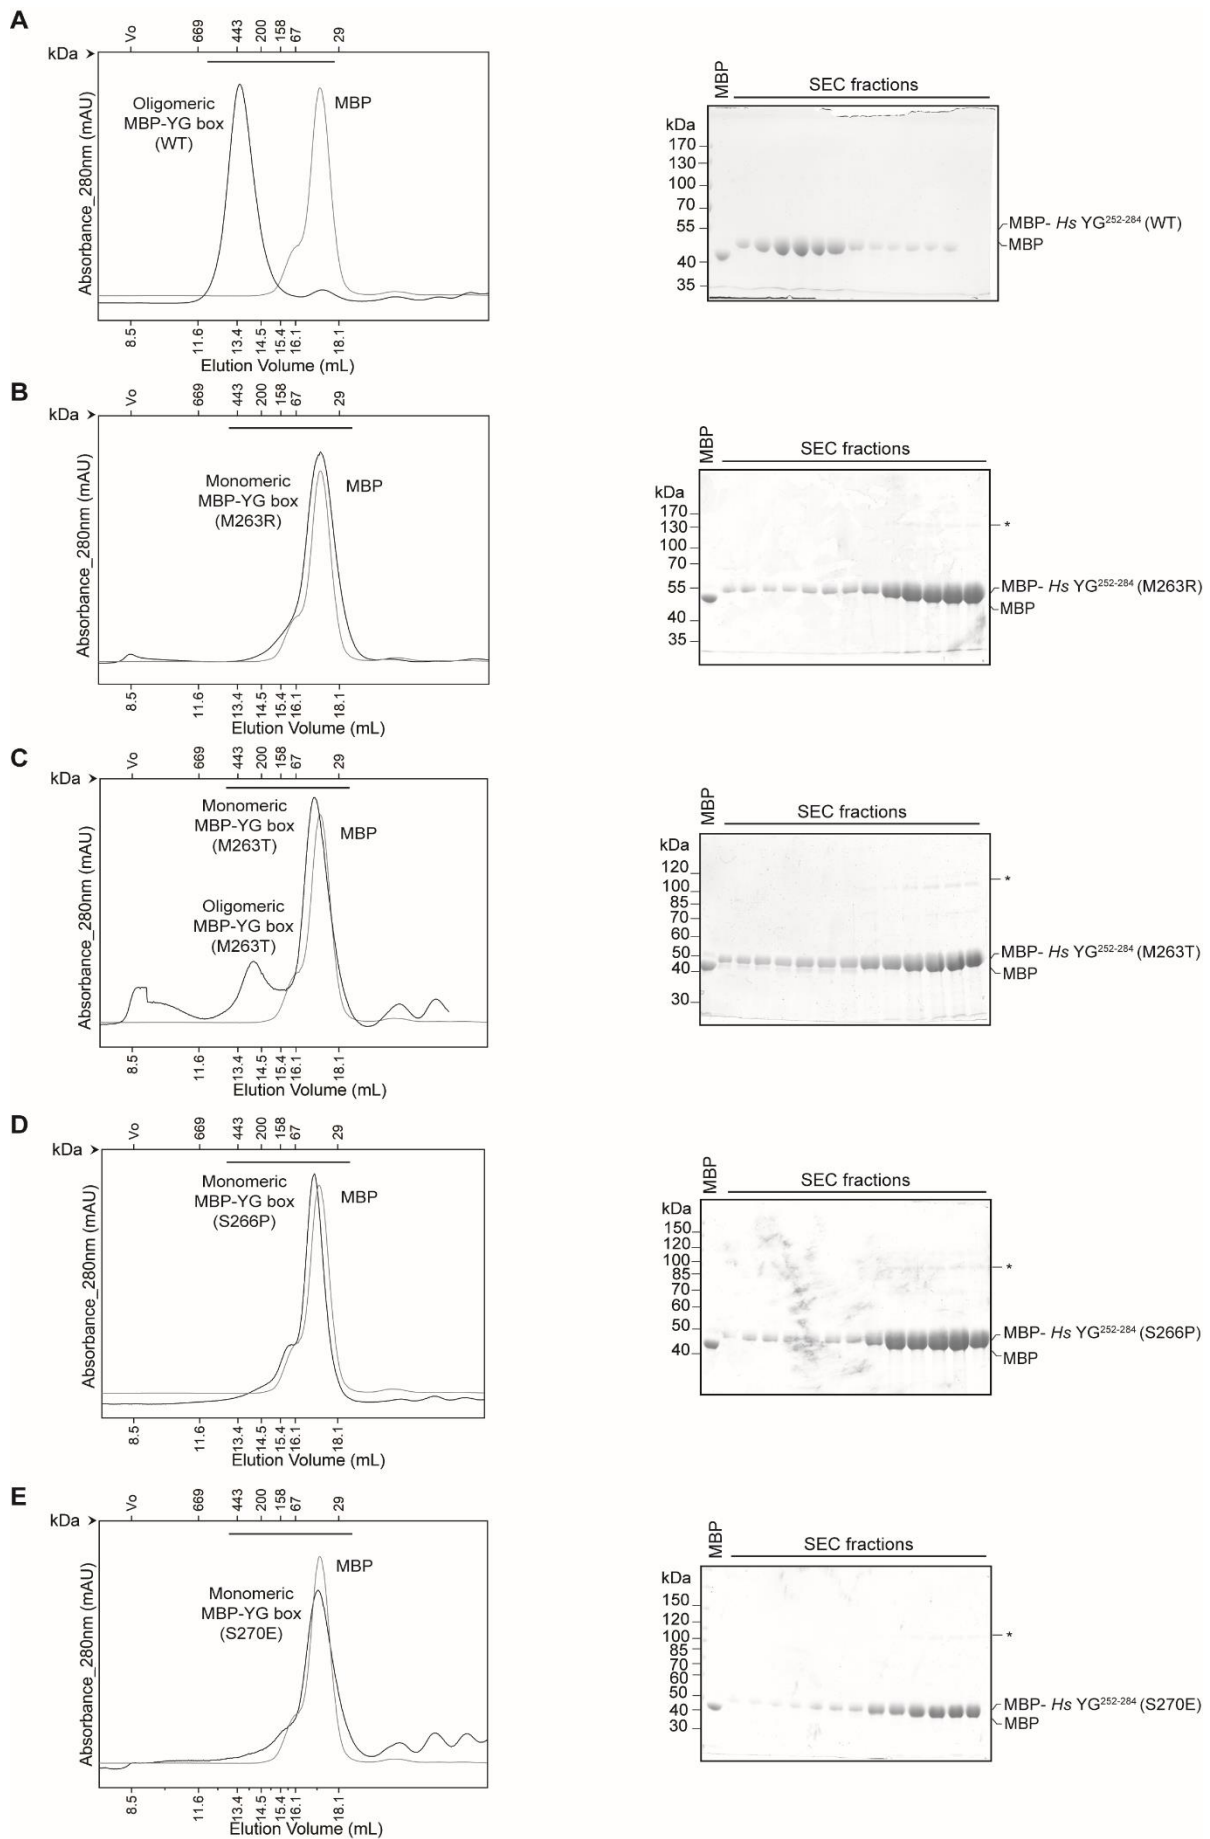 A
Vo 669 443 200 158 67 29
kDa
Oligomeric
MBP-YG box
(WT)
MBP
Absorbance_280nm (mAU)
8.5 11.6 13.4 14.5 15.4 16.1 18.1
Elution Volume (mL)
MBP
SEC fractions
kDa
170
130
100
70
55
40
35
MBP- Hs YG252-284 (WT)
MBP
B
Vo 669 443 200 158 67 29
kDa
Monomeric
MBP-YG box
(M263R)
MBP
Absorbance_280nm (mAU)
8.5 11.6 13.4 14.5 15.4 16.1 18.1
Elution Volume (mL)
MBP
SEC fractions
kDa
170
130
100
70
55
40
35
*
MBP- Hs YG252-284 (M263R)
MBP
C
Vo 669 443 200 158 67 29
kDa
Monomeric
MBP-YG box
(M263T)
MBP
Oligomeric
MBP-YG box
(M263T)
Absorbance_280nm (mAU)
8.5 11.6 13.4 14.5 15.4 16.1 18.1
Elution Volume (mL)
MBP
SEC fractions
kDa
120
100
85
70
60
50
40
30
*
MBP- Hs YG252-284 (M263T)
MBP
D
Vo 669 443 200 158 67 29
kDa
Monomeric
MBP-YG box
(S266P)
MBP
Absorbance_280nm (mAU)
8.5 11.6 13.4 14.5 15.4 16.1 18.1
Elution Volume (mL)
MBP
SEC fractions
kDa
150
120
100
85
70
60
50
40
*
MBP- Hs YG252-284 (S266P)
MBP
E
Vo 669 443 200 158 67 29
kDa
MBP
Monomeric
MBP-YG box
(S270E)
Absorbance_280nm (mAU)
8.5 11.6 13.4 14.5 15.4 16.1 18.1
Elution Volume (mL)
MBP
SEC fractions
kDa
150
120
100
85
70
60
50
40
30
*
MBP- Hs YG252-284 (S270E)
MBP